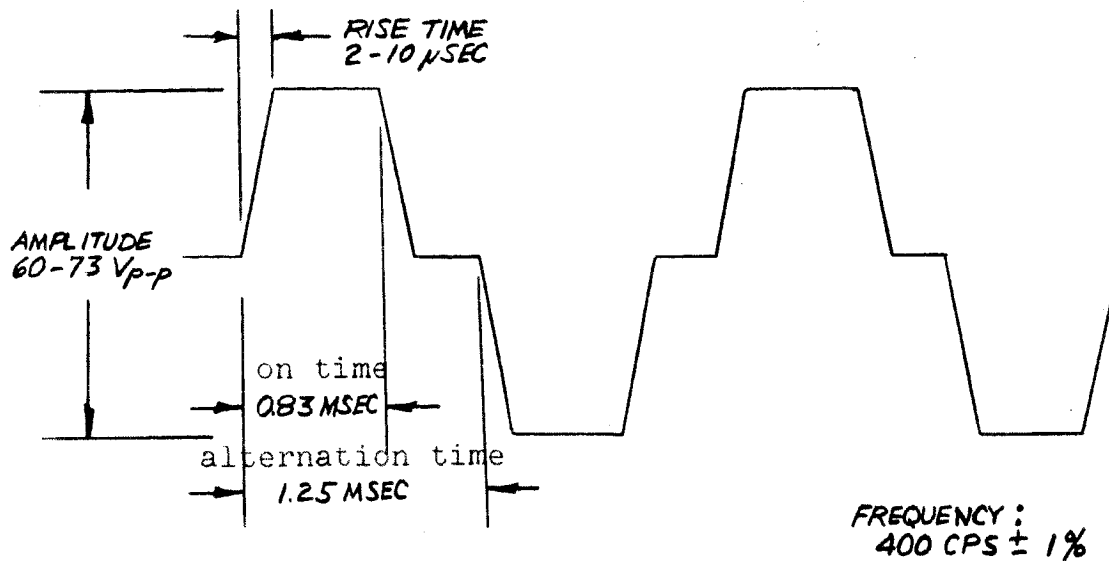 RISE TIME
2-10 µSEC
AMPLITUDE
60-73 Vp-p
on time
0.83 MSEC
alternation time
1.25 MSEC
FREQUENCY:
400 CPS ± 1%